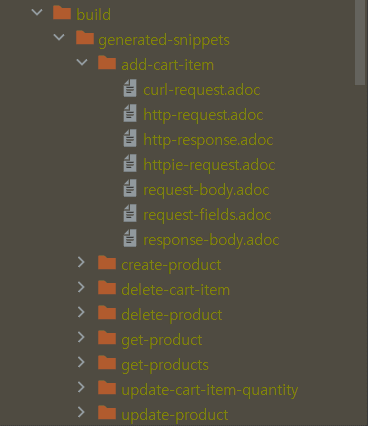 build
generated-snippets
add-cart-item
curl-request.adoc
http-request.adoc
http-response.adoc
httpie-request.adoc
request-body.adoc
request-fields.adoc
response-body.adoc
create-product
delete-cart-item
delete-product
get-product
get-products
update-cart-item-quantity
update-product